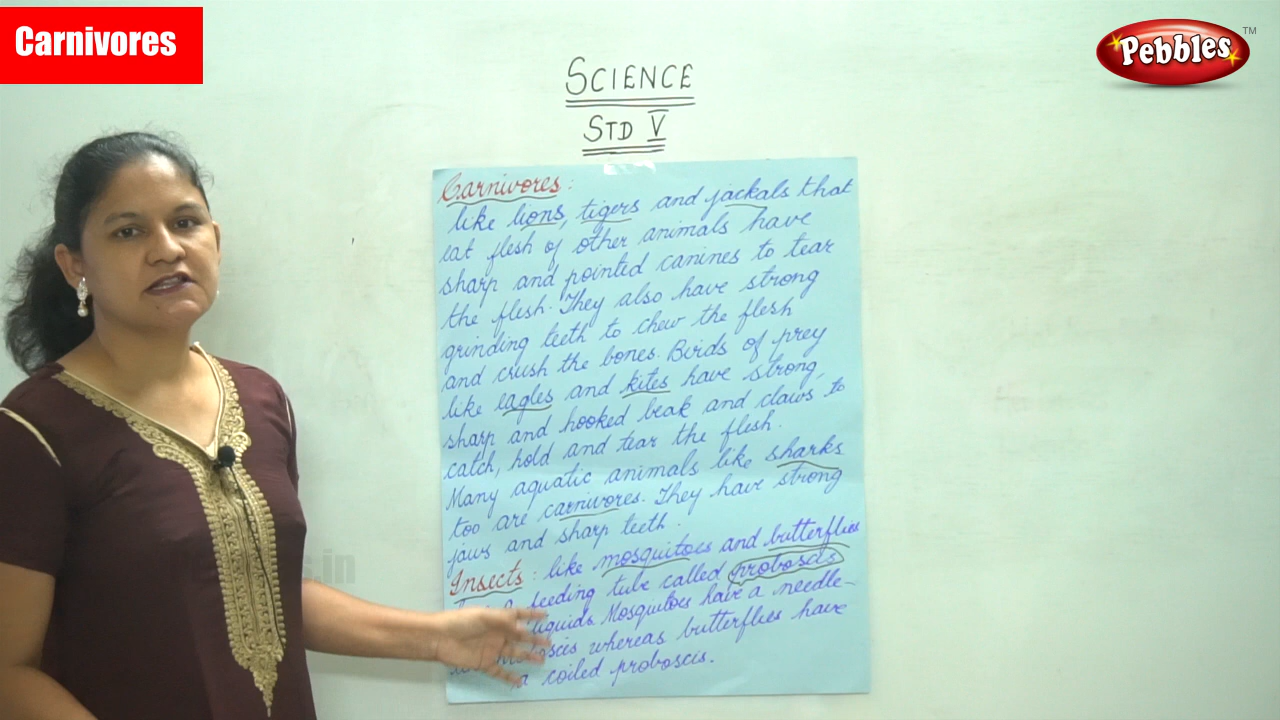 Carnivores
Pebbles
TM
SCIENCE
STD V
Carnivores:
like lions, tigers and jackals that
eat flesh of other animals have
sharp and pointed canines to tear
the flesh. They also have strong
grinding teeth to chew the flesh
and crush the bones. Birds of prey
like eagles and kites have strong,
sharp and hooked beak and claws to
catch, hold and tear the flesh.
Many aquatic animals like sharks
too are carnivores. They have strong
jaws and sharp teeth.
Insects: like mosquitoes and butterflies
feeding tube called proboscis
liquids. Mosquitoes have a needle-
proboscis whereas butterflies have
a coiled proboscis.